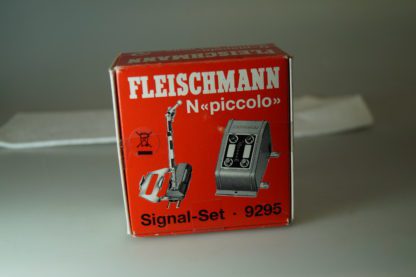 FLEISCHMANN
N «piccolo»
Signal-Set · 9295